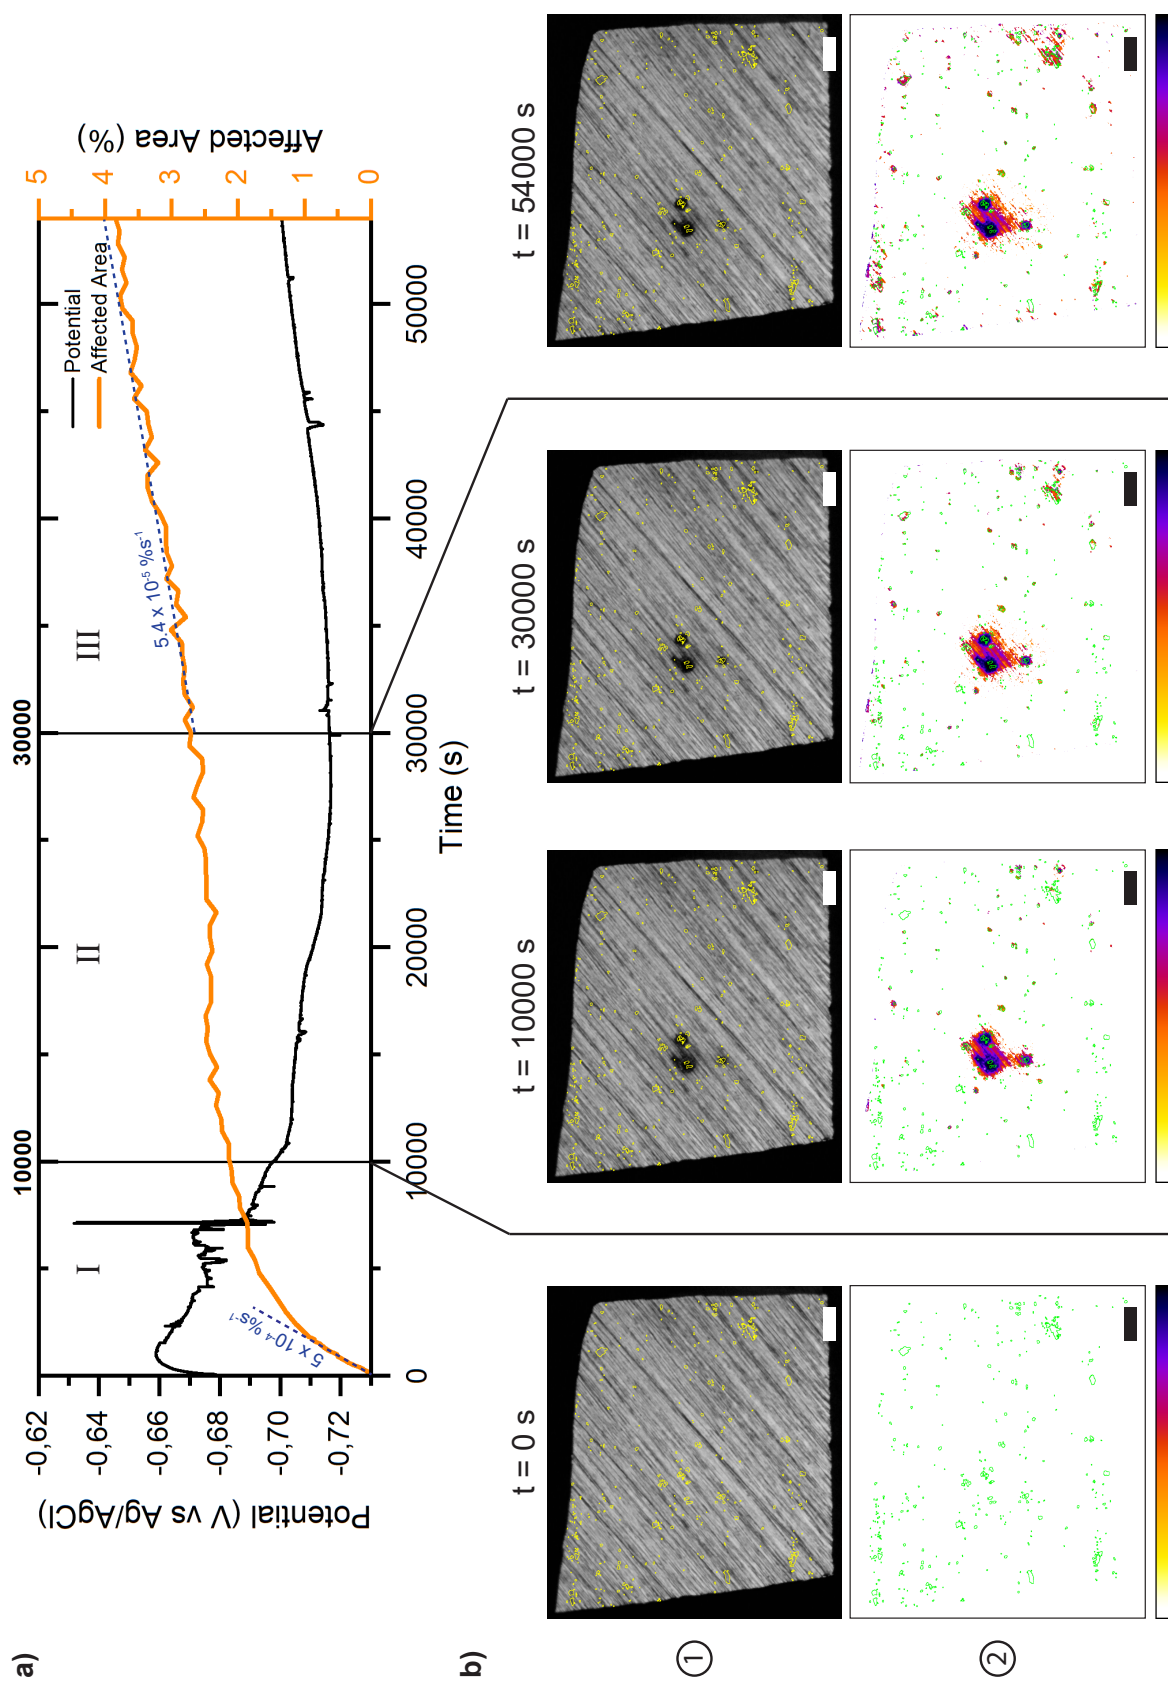 a)
10000
30000
I
II
III
Potential
Affected Area
5 x 10-4 %s-1
5.4 x 10-5 %s-1
Potential (V vs Ag/AgCl)
-0,62
-0,64
-0,66
-0,68
-0,70
-0,72
Affected Area (%)
5
4
3
2
1
0
0
10000
20000
30000
40000
50000
Time (s)
b)
t = 0 s
t = 10000 s
t = 30000 s
t = 54000 s
1
2